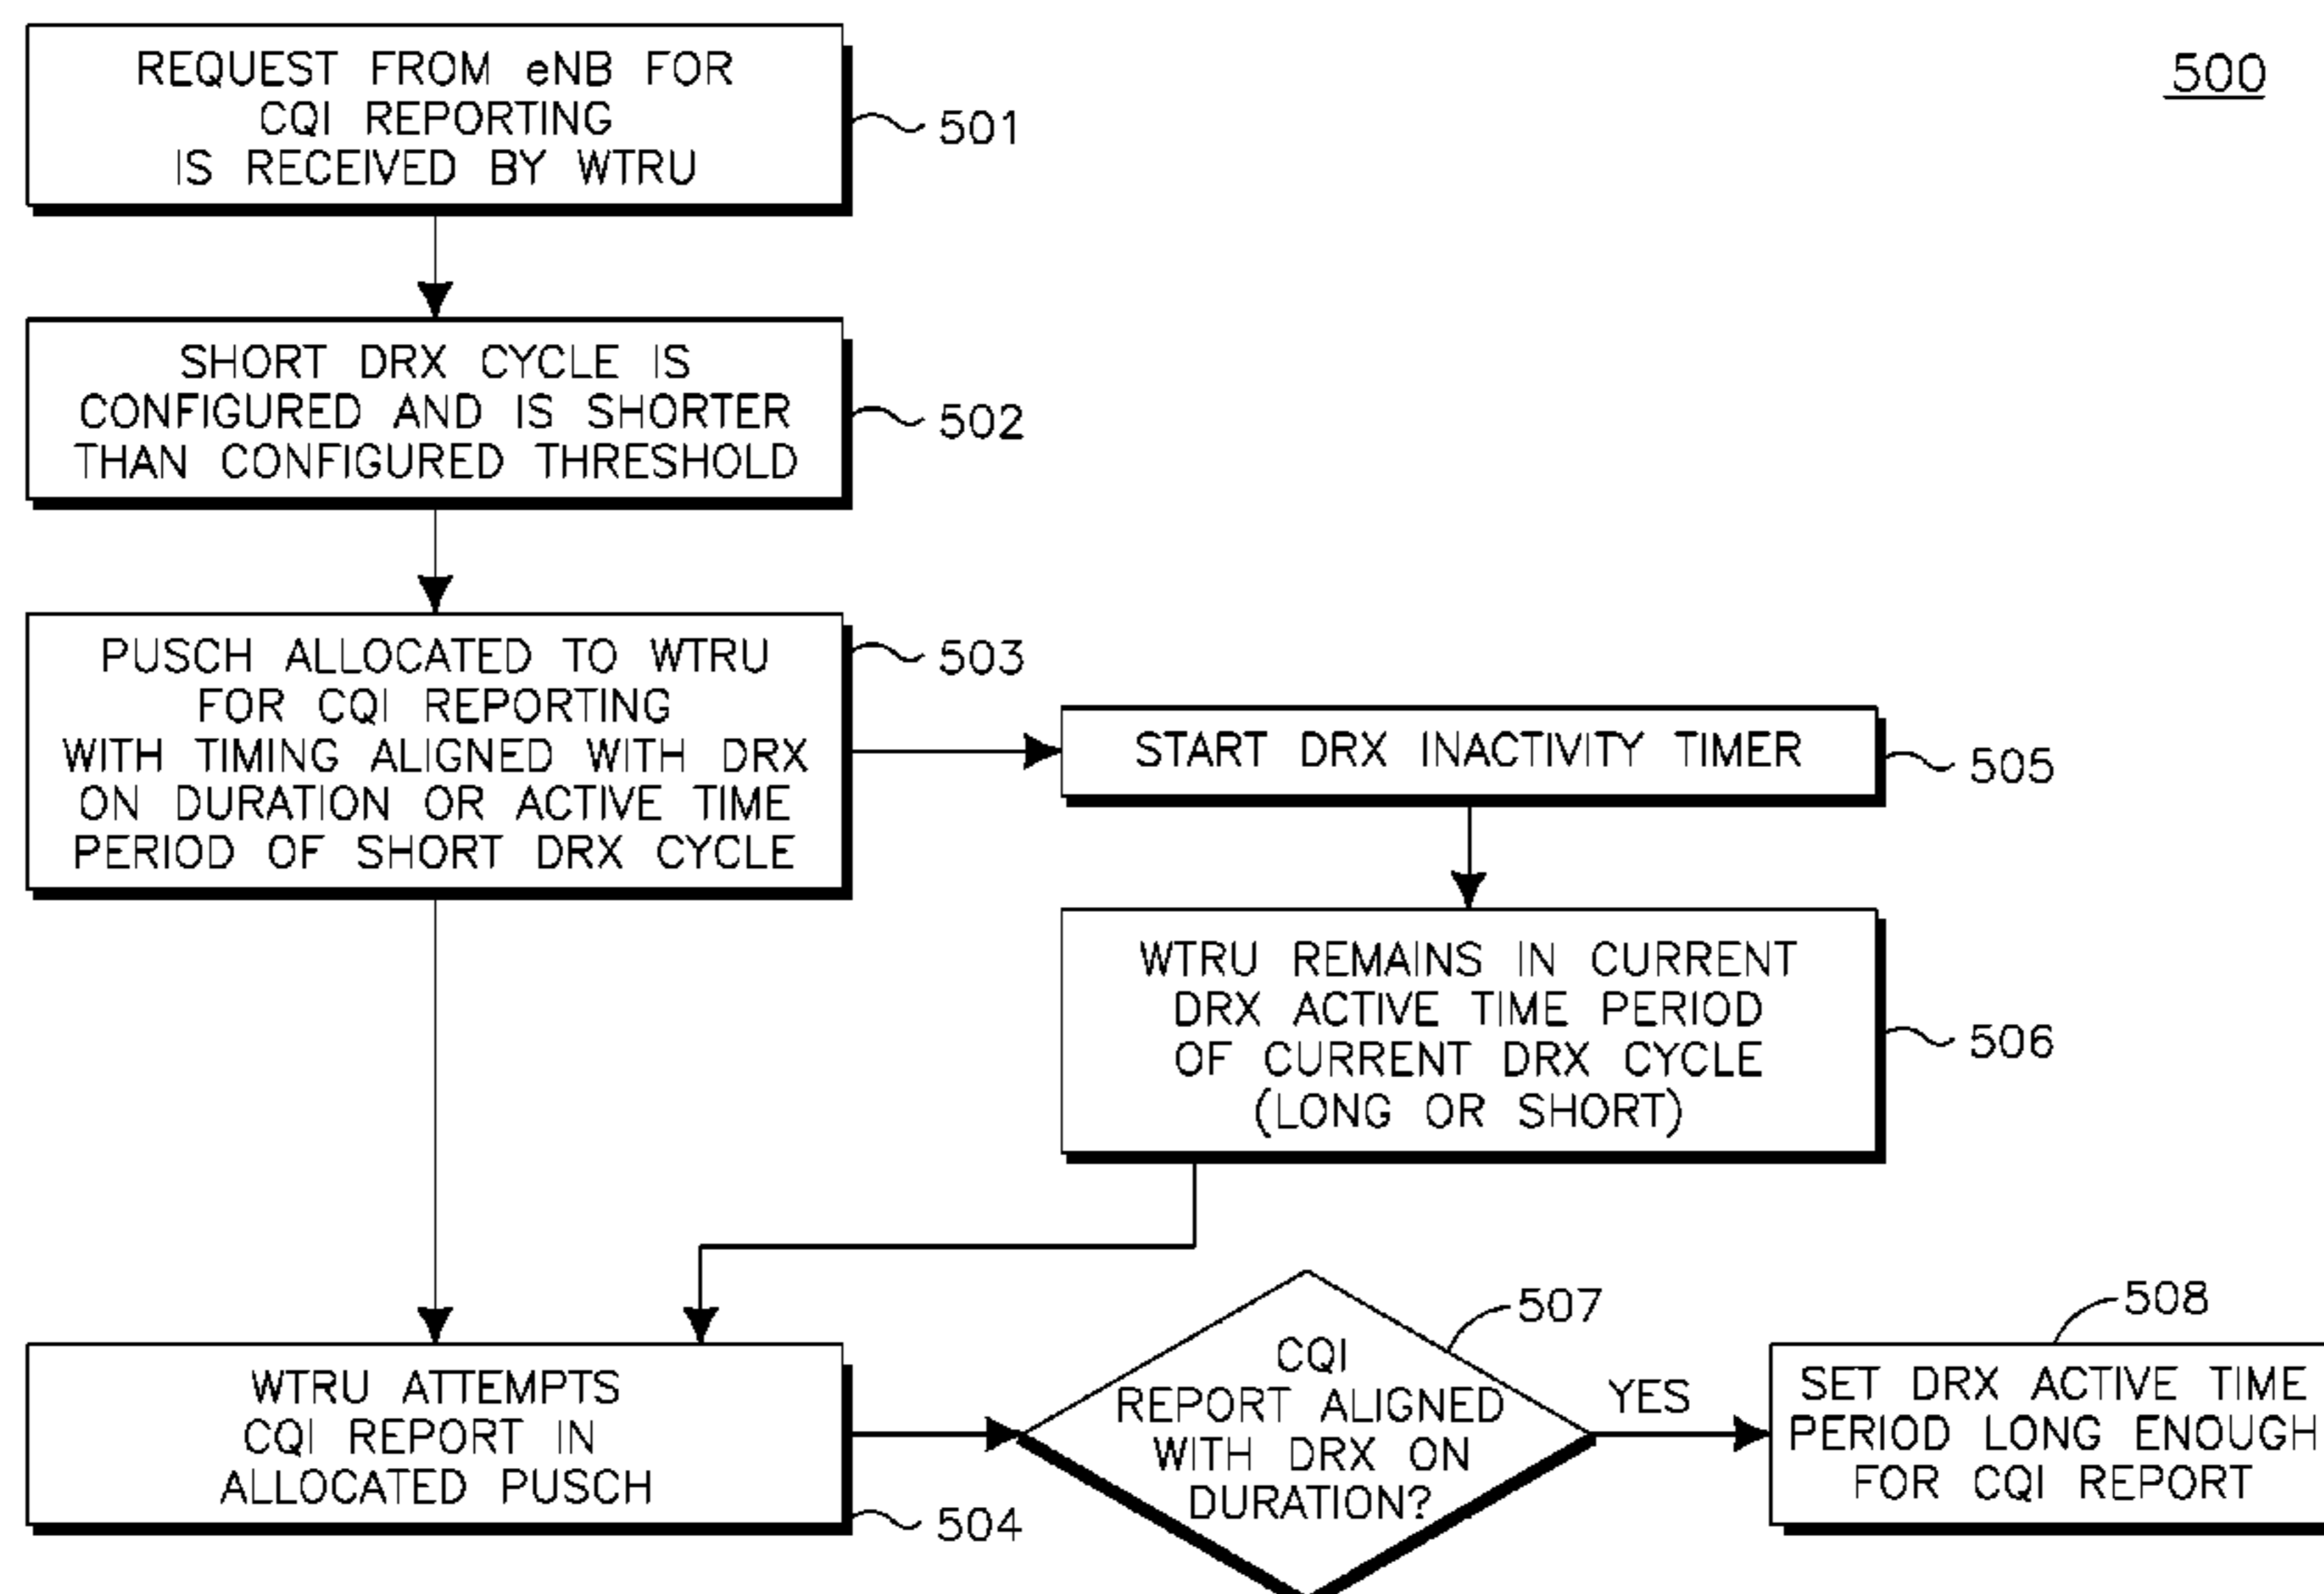 500
REQUEST FROM eNB FOR
CQI REPORTING
IS RECEIVED BY WTRU
501
SHORT DRX CYCLE IS
CONFIGURED AND IS SHORTER
THAN CONFIGURED THRESHOLD
502
PUSCH ALLOCATED TO WTRU
FOR CQI REPORTING
WITH TIMING ALIGNED WITH DRX
ON DURATION OR ACTIVE TIME
PERIOD OF SHORT DRX CYCLE
503
START DRX INACTIVITY TIMER
505
WTRU REMAINS IN CURRENT
DRX ACTIVE TIME PERIOD
OF CURRENT DRX CYCLE
(LONG OR SHORT)
506
WTRU ATTEMPTS
CQI REPORT IN
ALLOCATED PUSCH
504
CQI
REPORT ALIGNED
WITH DRX ON
DURATION?
507
YES
508
SET DRX ACTIVE TIME
PERIOD LONG ENOUGH
FOR CQI REPORT